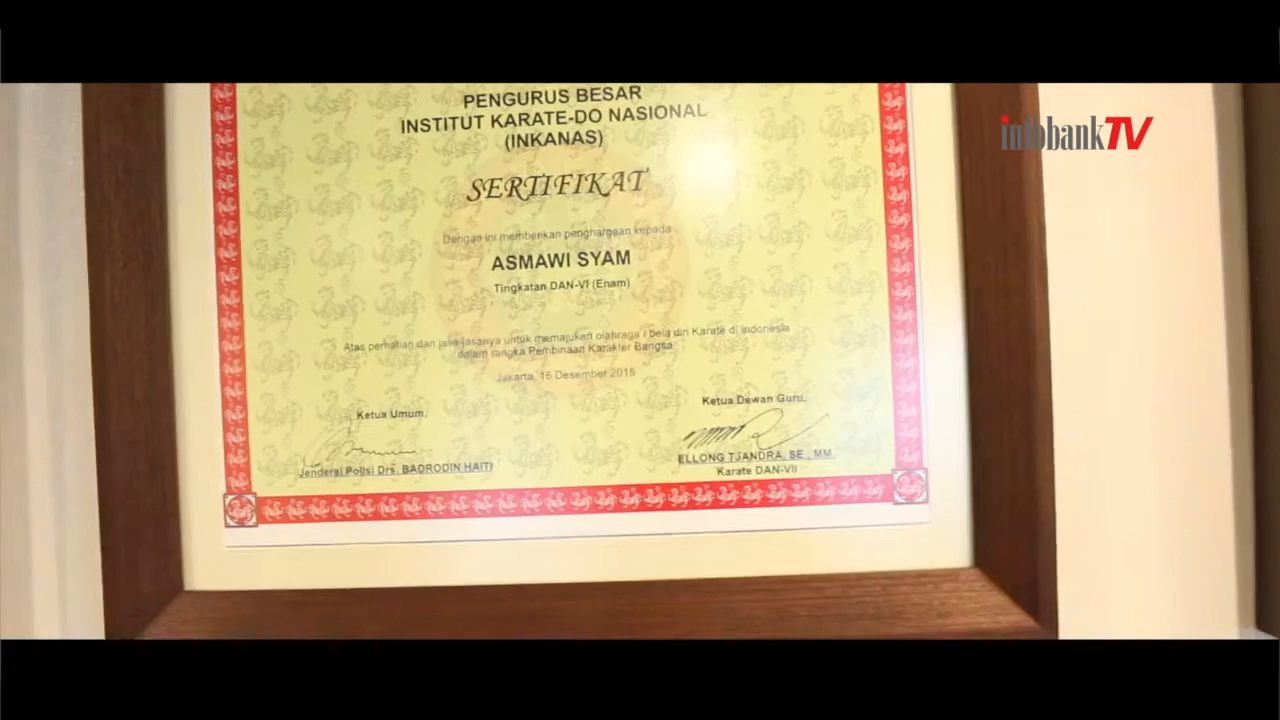 PENGURUS BESAR
INSTITUT KARATE-DO NASIONAL
(INKANAS)
infobankTV
SERTIFIKAT
Dengan ini memberikan penghargaan kepada
ASMAWI SYAM
Tingkatan DAN-VI (Enam)
Atas perhatian dan jasa-jasanya untuk memajukan olahraga / bela diri Karate di Indonesia
dalam rangka Pembinaan Karakter Bangsa
Jakarta, 16 Desember 2015
Ketua Umum,
Ketua Dewan Guru,
Jenderal Polisi Drs. BADRODIN HAITI
ELLONG TJANDRA, SE., MM
Karate DAN-VII